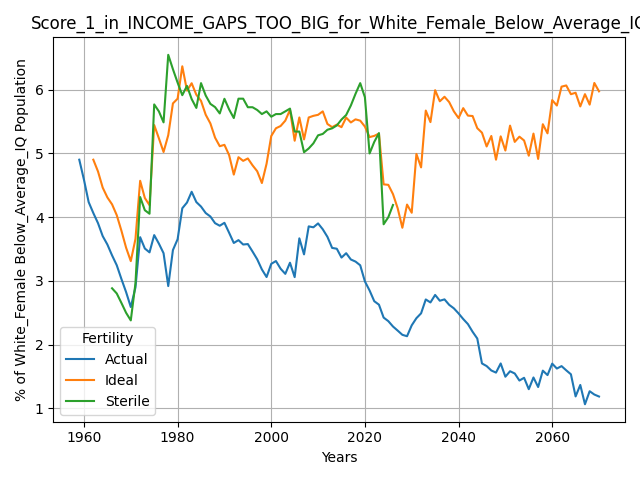 Score_1_in_INCOME_GAPS_TOO_BIG_for_White_Female_Below_Average_IQ
% of White_Female Below_Average_IQ Population
6
5
4
3
2
1
Fertility
Actual
Ideal
Sterile
1960 1980 2000 2020 2040 2060
Years